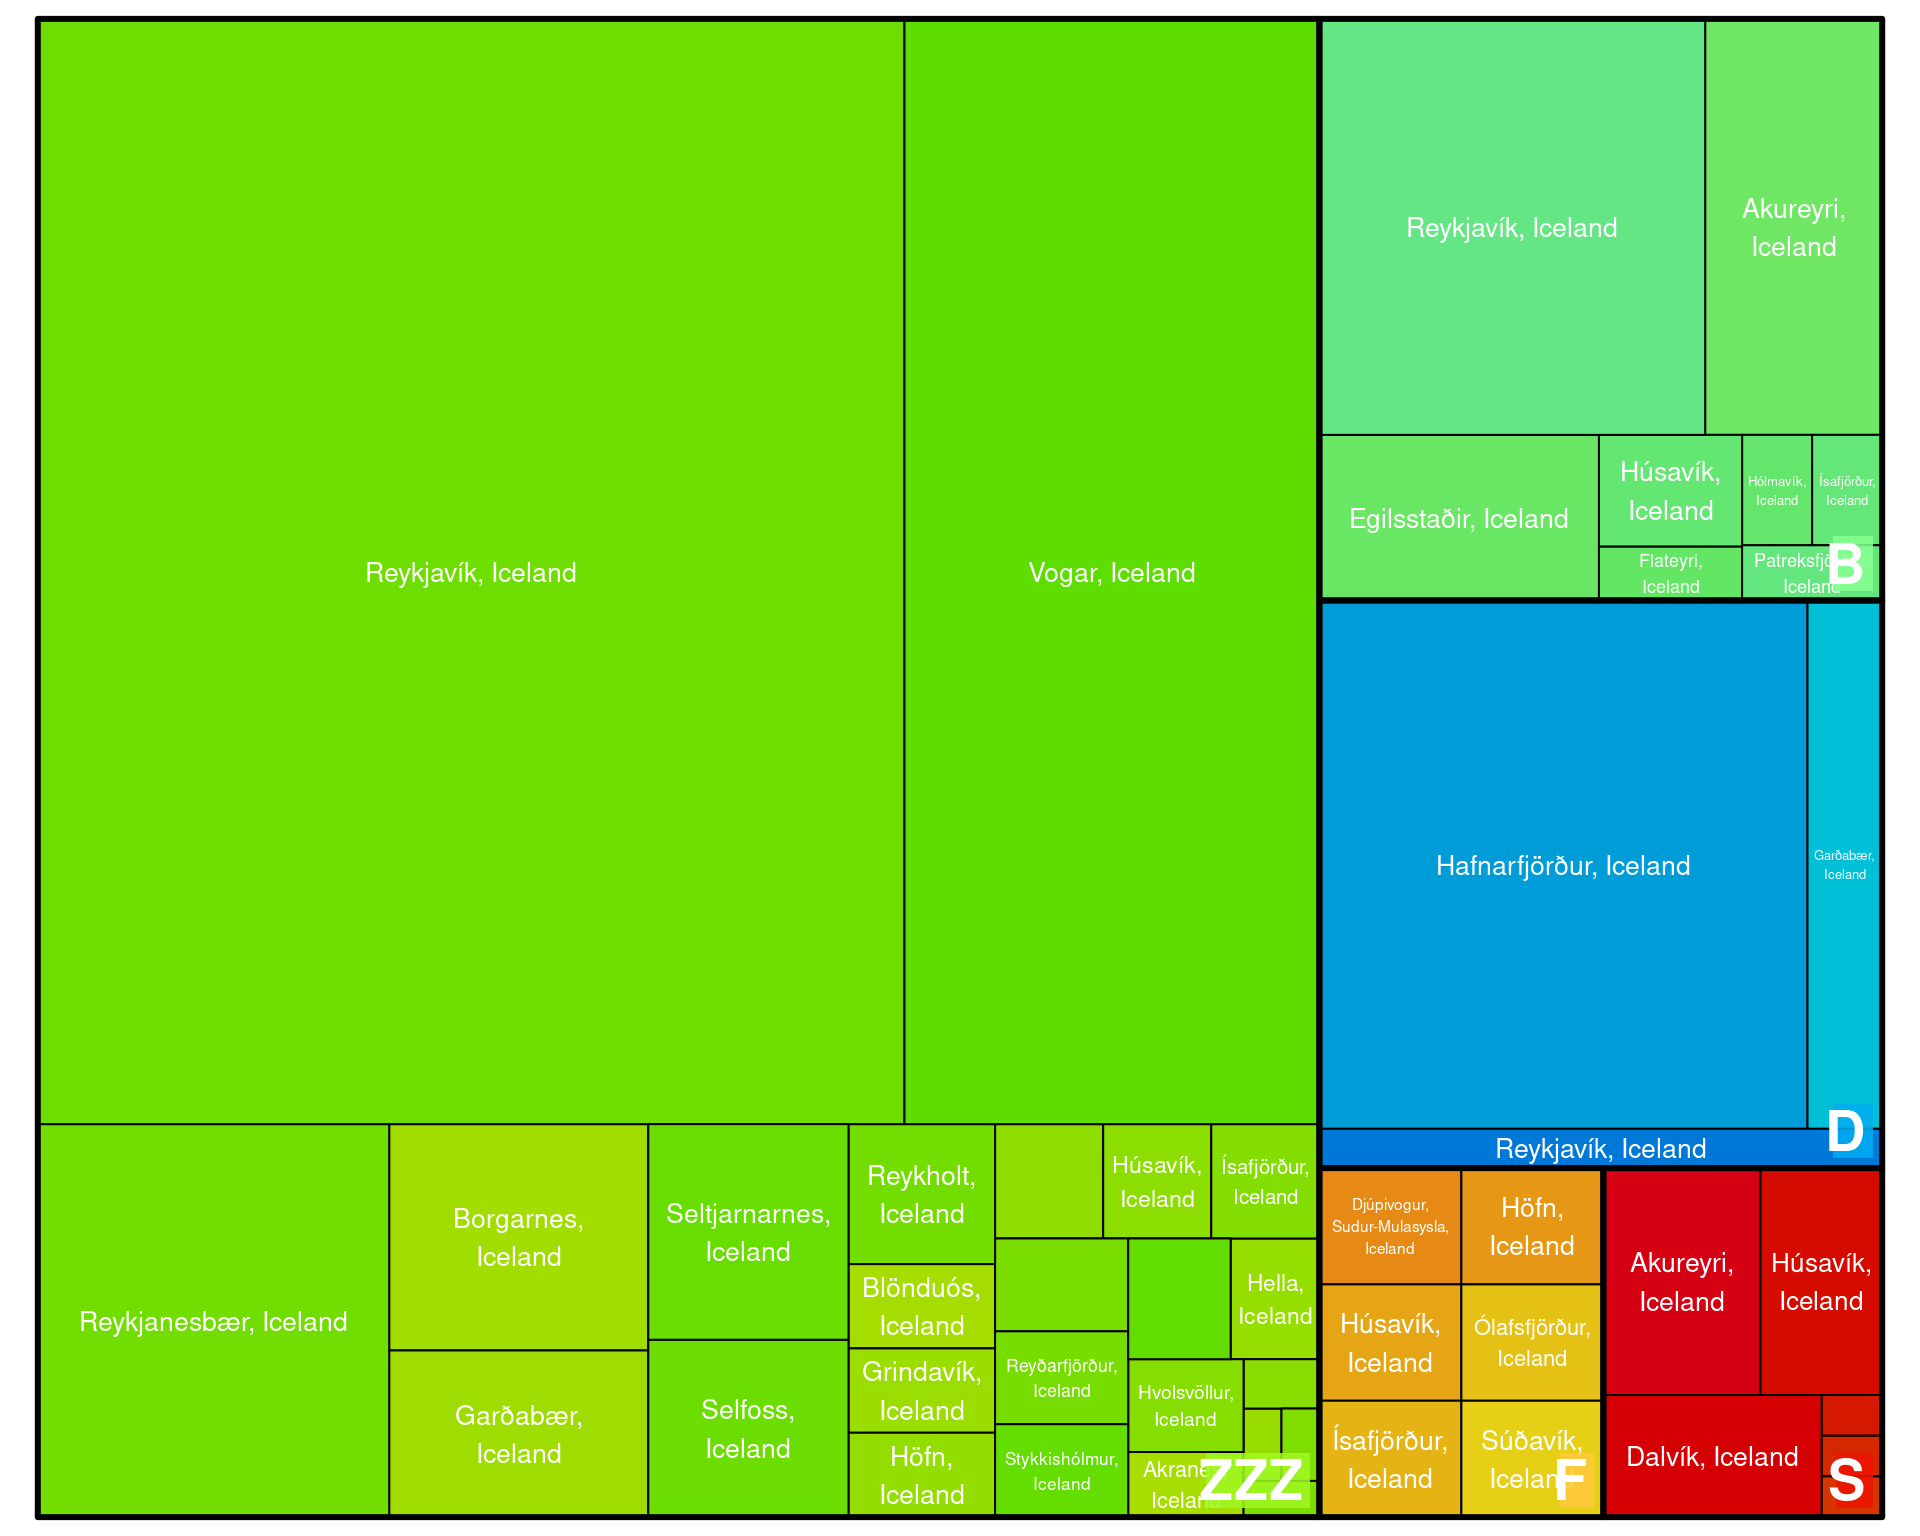 Reykjavík, Iceland
Vogar, Iceland
Reykjanesbær, Iceland
Borgarnes,
Iceland
Garðabær,
Iceland
Seltjarnarnes,
Iceland
Selfoss,
Iceland
Reykholt,
Iceland
Blönduós,
Iceland
Grindavík,
Iceland
Höfn,
Iceland
Húsavík,
Iceland
Ísafjörður,
Iceland
Hella,
Iceland
Reyðarfjörður,
Iceland
Stykkishólmur,
Iceland
Hvolsvöllur,
Iceland
Akranes
Iceland
ZZZ
Reykjavík, Iceland
Akureyri,
Iceland
Egilsstaðir, Iceland
Húsavík,
Iceland
Flateyri,
Iceland
Hólmavík,
Iceland
Ísafjörður,
Iceland
Iceland
B
Hafnarfjörður, Iceland
Garðabær,
Iceland
Reykjavík, Iceland
D
Djúpivogur,
Sudur-Mulasysla,
Iceland
Höfn,
Iceland
Húsavík,
Iceland
Ólafsfjörður,
Iceland
Ísafjörður,
Iceland
Súðavík,
Iceland
F
Akureyri,
Iceland
Húsavík,
Iceland
Dalvík, Iceland
S